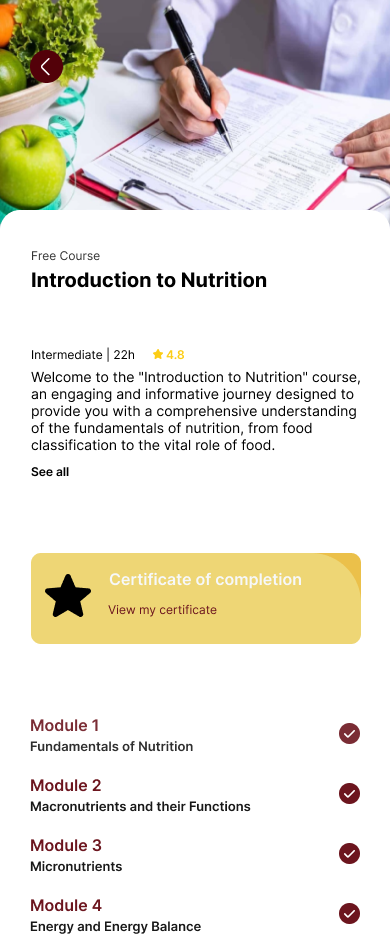 Free Course
Introduction to Nutrition
Intermediate | 22h 4.8
Welcome to the "Introduction to Nutrition" course,
an engaging and informative journey designed to
provide you with a comprehensive understanding
of the fundamentals of nutrition, from food
classification to the vital role of food.
See all
Certificate of completion
View my certificate
Module 1
Fundamentals of Nutrition
Module 2
Macronutrients and their Functions
Module 3
Micronutrients
Module 4
Energy and Energy Balance